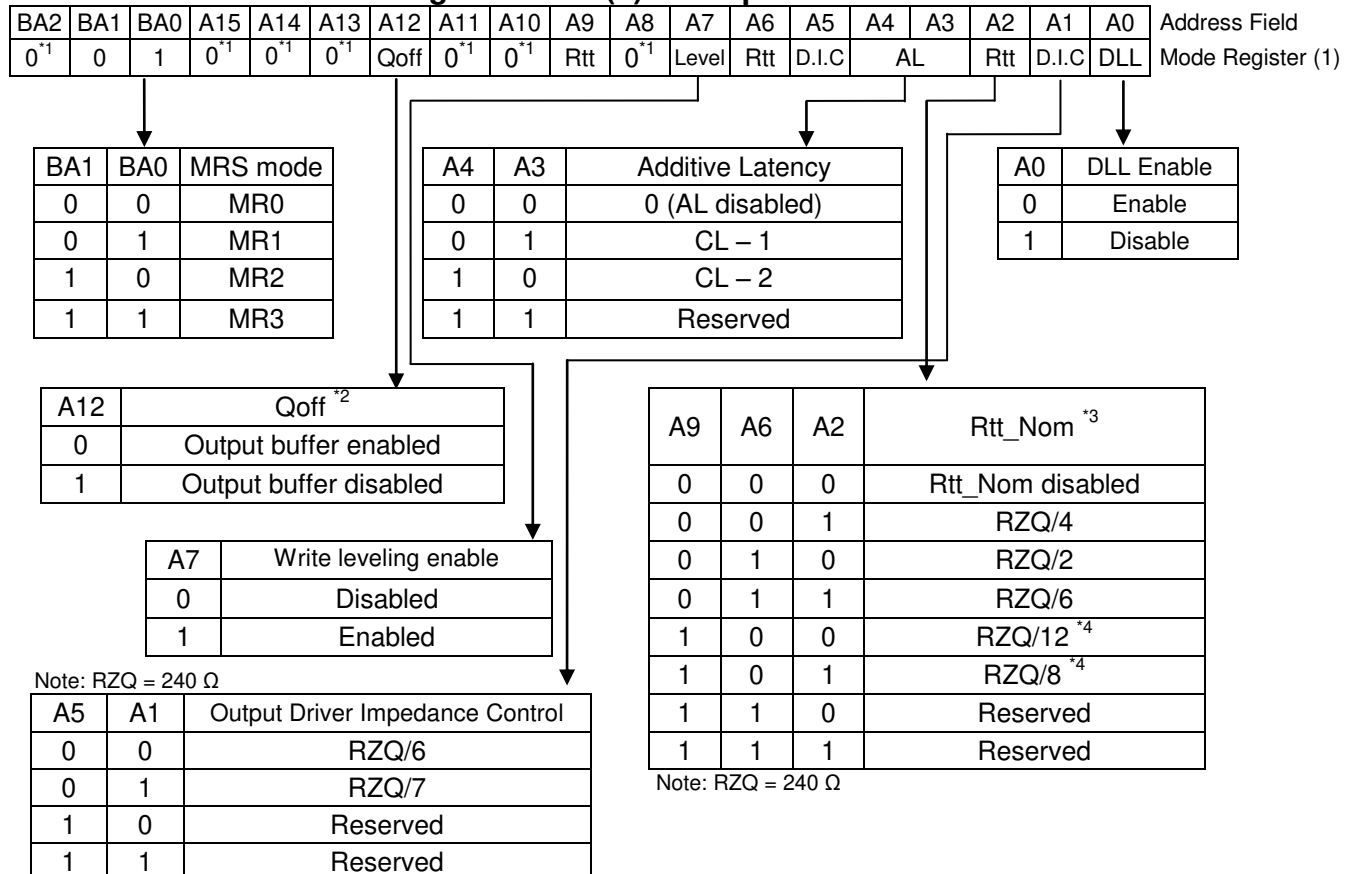 BA2 BA1 BA0 A15 A14 A13 A12 A11 A10 A9 A8 A7 A6 A5 A4 A3 A2 A1 A0 Address Field
0*1 0 1 0*1 0*1 0*1 Qoff 0*1 0*1 Rtt 0*1 Level Rtt D.I.C AL Rtt D.I.C DLL Mode Register (1)
BA1 BA0 MRS mode
0 0 MR0
0 1 MR1
1 0 MR2
1 1 MR3
A4 A3 Additive Latency
0 0 0 (AL disabled)
0 1 CL – 1
1 0 CL – 2
1 1 Reserved
A0 DLL Enable
0 Enable
1 Disable
A12 Qoff *2
0 Output buffer enabled
1 Output buffer disabled
A9 A6 A2 Rtt_Nom *3
0 0 0 Rtt_Nom disabled
0 0 1 RZQ/4
0 1 0 RZQ/2
0 1 1 RZQ/6
1 0 0 RZQ/12 *4
1 0 1 RZQ/8 *4
1 1 0 Reserved
1 1 1 Reserved
Note: RZQ = 240 Ω
A7 Write leveling enable
0 Disabled
1 Enabled
Note: RZQ = 240 Ω
A5 A1 Output Driver Impedance Control
0 0 RZQ/6
0 1 RZQ/7
1 0 Reserved
1 1 Reserved